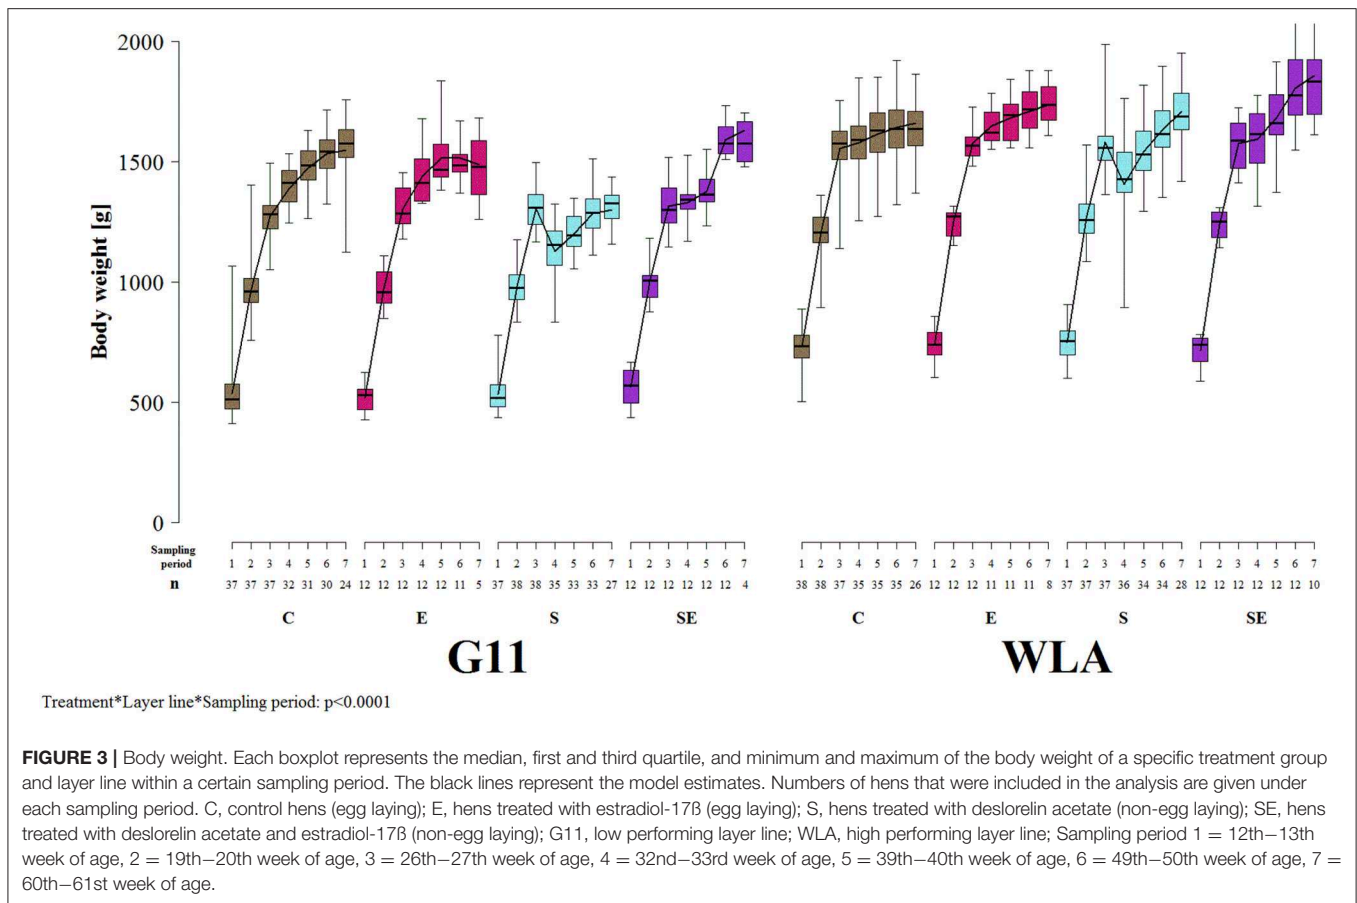 2000
1500
1000
500
0
Body weight [g]
Sampling period 1 2 3 4 5 6 7 1 2 3 4 5 6 7 1 2 3 4 5 6 7 1 2 3 4 5 6 7 1 2 3 4 5 6 7 1 2 3 4 5 6 7 1 2 3 4 5 6 7 1 2 3 4 5 6 7
n 37 37 37 32 31 30 24 12 12 12 12 12 11 5 37 38 38 35 33 33 27 12 12 12 12 12 12 4 38 38 37 35 35 35 26 12 12 12 11 11 11 8 37 37 37 36 34 34 28 12 12 12 12 12 12 10
C E S SE C E S SE
G11 WLA
Treatment*Layer line*Sampling period: p<0.0001
FIGURE 3 | Body weight. Each boxplot represents the median, first and third quartile, and minimum and maximum of the body weight of a specific treatment group
and layer line within a certain sampling period. The black lines represent the model estimates. Numbers of hens that were included in the analysis are given under
each sampling period. C, control hens (egg laying); E, hens treated with estradiol-17ß (egg laying); S, hens treated with deslorelin acetate (non-egg laying); SE, hens
treated with deslorelin acetate and estradiol-17ß (non-egg laying); G11, low performing layer line; WLA, high performing layer line; Sampling period 1 = 12th–13th
week of age, 2 = 19th–20th week of age, 3 = 26th–27th week of age, 4 = 32nd–33rd week of age, 5 = 39th–40th week of age, 6 = 49th–50th week of age, 7 =
60th–61st week of age.